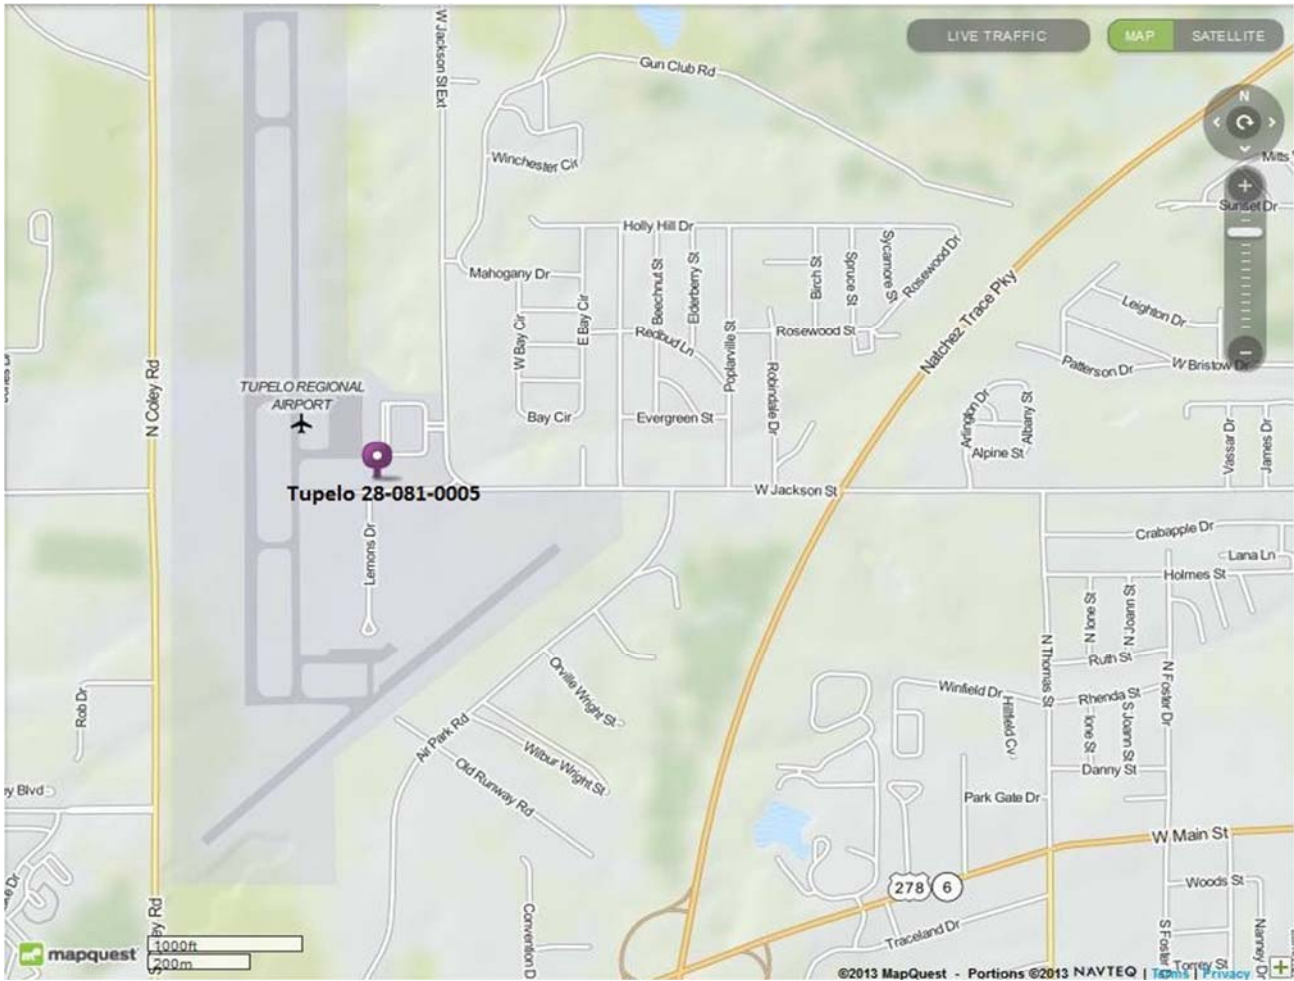 LIVE TRAFFIC
MAP
SATELLITE
N
W Jackson St Ext
Gun Club Rd
Winchester Cir
Mitts
Sunset Dr
Holly Hill Dr
Mahogany Dr
W Bay Cir
E Bay Cir
Beechnut St
Elderberry St
Redbud Ln
Poplarville St
Birch St
Spruce St
Sycamore St
Rosewood Dr
Rosewood St
Robindale Dr
Natchez Trace Pky
Leighton Dr
Patterson Dr
W Bristow Dr
N Coley Rd
TUPELO REGIONAL
AIRPORT
Bay Cir
Evergreen St
Arlington Dr
Albany St
Alpine St
Vassar Dr
James Dr
Tupelo 28-081-0005
W Jackson St
Lemons Dr
Crabapple Dr
Lana Ln
Holmes St
N Ione St
N Joann St
Ruth St
N Thomas St
N Foster Dr
Rob Dr
Orville Wright St
Winfield Dr
Hillfield Cv
Rhenda St
Ione St
S Joann St
Air Park Rd
Wilbur Wright St
Old Runway Rd
Danny St
Park Gate Dr
y Blvd
W Main St
278
6
Woods St
Convention D
Traceland Dr
S Foster
Nanney Dr
Torrey St
mapquest
1000ft
200m
©2013 MapQuest - Portions ©2013 NAVTEQ | Terms | Privacy